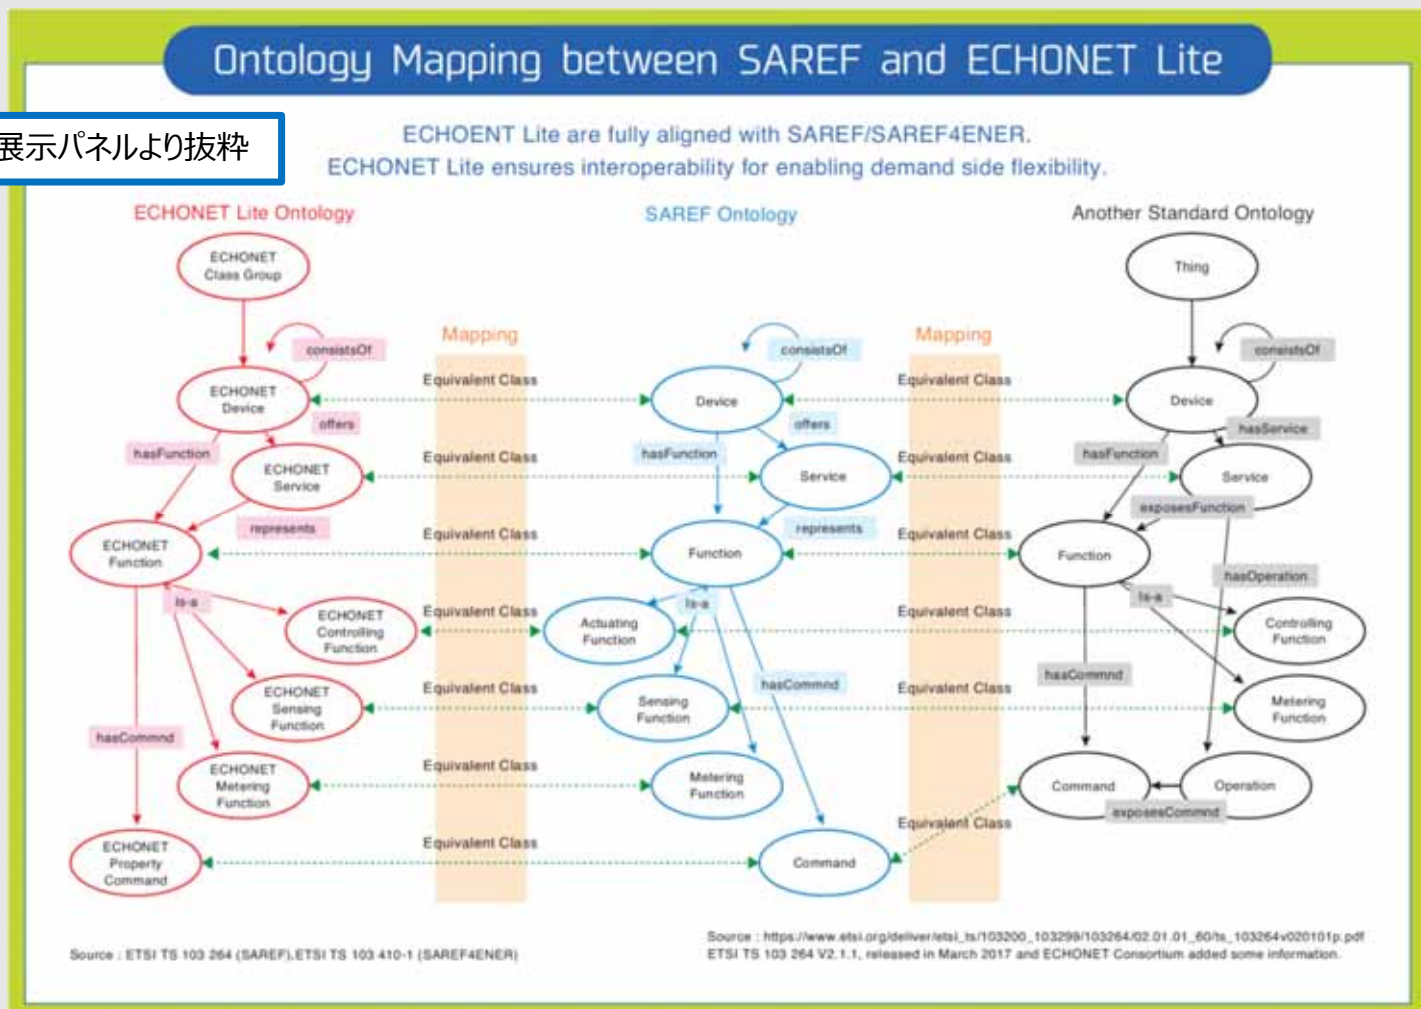 Ontology Mapping between SAREF and ECHONET Lite
展示パネルより抜粋
ECHOENT Lite are fully aligned with SAREF/SAREF4ENER.
ECHONET Lite ensures interoperability for enabling demand side flexibility.
ECHONET Lite Ontology
SAREF Ontology
Another Standard Ontology
ECHONET
Class Group
Thing
Mapping
Mapping
consistsOf
consistsOf
consistsOf
ECHONET
Device
Equivalent Class
Device
Equivalent Class
Device
offers
offers
hasService
hasFunction
hasFunction
hasFunction
ECHONET
Service
Equivalent Class
Service
Equivalent Class
Service
represents
represents
exposesFunction
ECHONET
Function
Equivalent Class
Function
Equivalent Class
Function
hasOperation
Is-a
Is-a
Is-a
ECHONET
Controlling
Function
Equivalent Class
Actuating
Function
Equivalent Class
Controlling
Function
hasCommnd
hasCommnd
hasCommnd
ECHONET
Sensing
Function
Equivalent Class
Sensing
Function
Equivalent Class
Metering
Function
ECHONET
Metering
Function
Equivalent Class
Metering
Function
Command
Operation
exposesCommnd
Equivalent Class
ECHONET
Property
Command
Equivalent Class
Command
Source : ETSI TS 103 264 (SAREF),ETSI TS 103 410-1 (SAREF4ENER)
Source : https://www.etsi.org/deliver/etsi_ts/103200_103299/103264/02.01.01_60/ts_103264v020101p.pdf
ETSI TS 103 264 V2.1.1, released in March 2017 and ECHONET Consortium added some information.